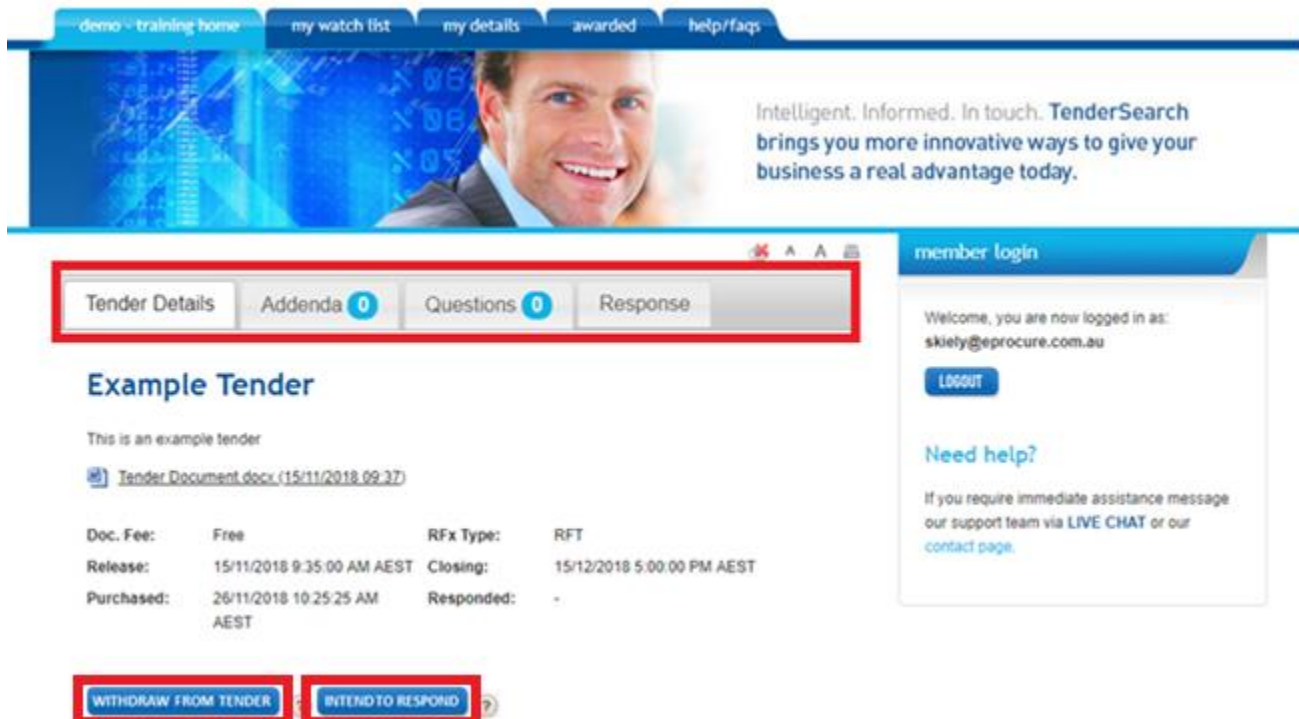 demo - training home my watch list my details awarded help/faqs
Intelligent. Informed. In touch. TenderSearch
brings you more innovative ways to give your
business a real advantage today.
A A
member login
Tender Details Addenda 0 Questions 0 Response
Welcome, you are now logged in as:
skiely@eprocure.com.au
LOGOUT
Example Tender
This is an example tender
Tender Document.docx (15/11/2018 09:37)
Need help?
If you require immediate assistance message
our support team via LIVE CHAT or our
contact page.
Doc. Fee: Free RFx Type: RFT
Release: 15/11/2018 9:35:00 AM AEST Closing: 15/12/2018 5:00:00 PM AEST
Purchased: 26/11/2018 10:25:25 AM Responded: -
AEST
WITHDRAW FROM TENDER ? INTEND TO RESPOND ?